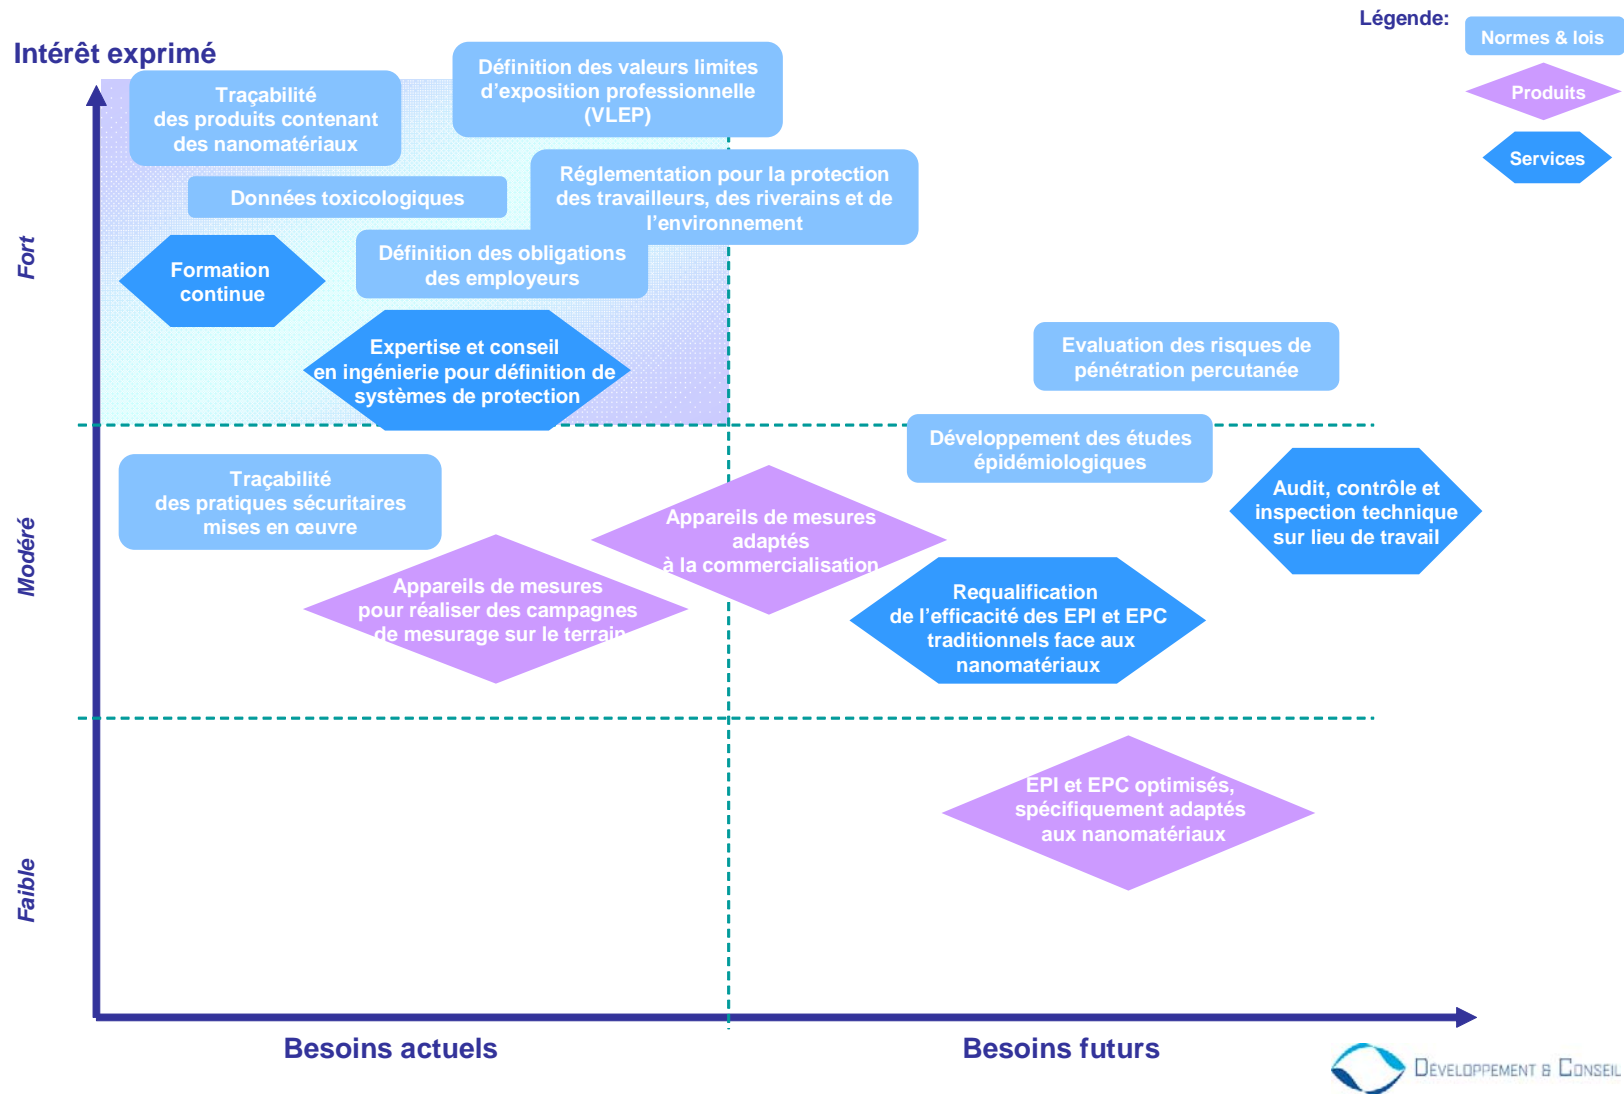 Légende:
Normes & lois
Produits
Services
Intérêt exprimé
Traçabilité
des produits contenant
des nanomatériaux
Définition des valeurs limites
d’exposition professionnelle
(VLEP)
Données toxicologiques
Réglementation pour la protection
des travailleurs, des riverains et de
l’environnement
Fort
Formation
continue
Définition des obligations
des employeurs
Expertise et conseil
en ingénierie pour définition de
systèmes de protection
Evaluation des risques de
pénétration percutanée
Développement des études
épidémiologiques
Modéré
Traçabilité
des pratiques sécuritaires
mises en œuvre
Appareils de mesures
adaptés
à la commercialisation
Audit, contrôle et
inspection technique
sur lieu de travail
Appareils de mesures
pour réaliser des campagnes
de mesurage sur le terrain
Requalification
de l’efficacité des EPI et EPC
traditionnels face aux
nanomatériaux
Faible
EPI et EPC optimisés,
spécifiquement adaptés
aux nanomatériaux
Besoins actuels
Besoins futurs
DÉVELOPPEMENT & CONSEIL